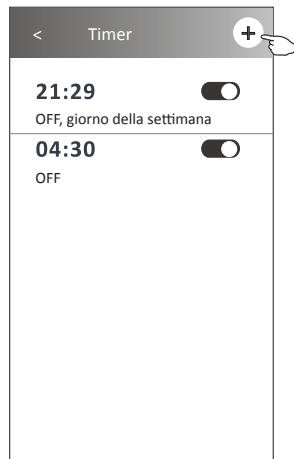 < Timer +
21:29
OFF, giorno della settimana
04:30
OFF